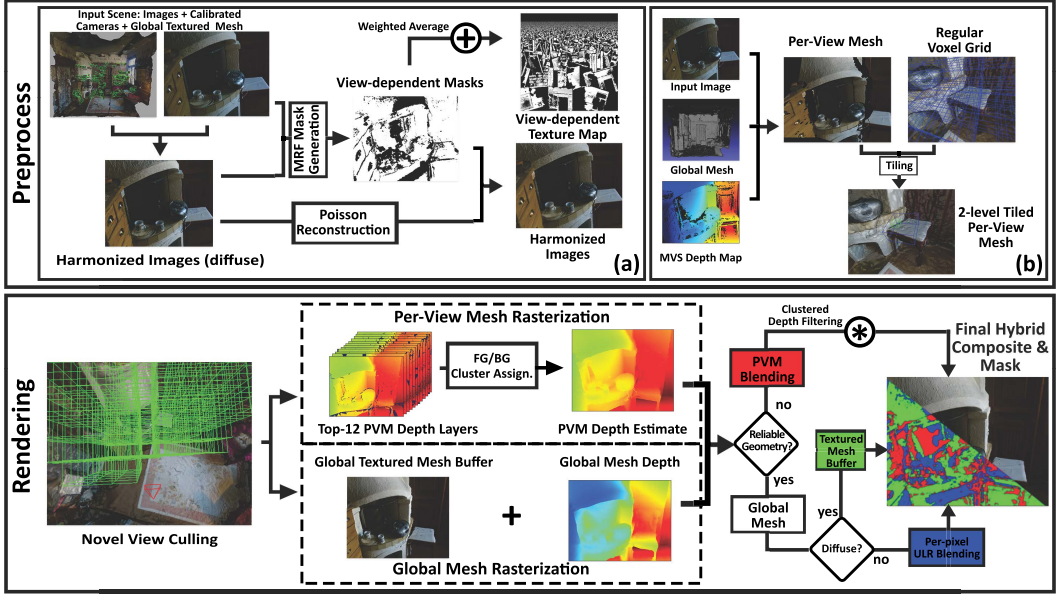 Preprocess
Input Scene: Images + Calibrated
Cameras + Global Textured Mesh
Harmonized Images (diffuse)
MRF Mask
Generation
View-dependent Masks
Weighted Average
+
View-dependent
Texture Map
Poisson
Reconstruction
Harmonized
Images
(a)
Input Image
Global Mesh
MVS Depth Map
Per-View Mesh
Regular
Voxel Grid
Tiling
2-level Tiled
Per-View
Mesh
(b)
Rendering
Novel View Culling
Per-View Mesh Rasterization
FG/BG
Cluster Assign.
Top-12 PVM Depth Layers
PVM Depth Estimate
Global Textured Mesh Buffer
Global Mesh Depth
+
Global Mesh Rasterization
Clustered
Depth Filtering
*
PVM
Blending
no
Reliable
Geometry?
yes
Global
Mesh
Textured
Mesh
Buffer
yes
Diffuse?
no
Per-pixel
ULR Blending
Final Hybrid
Composite &
Mask